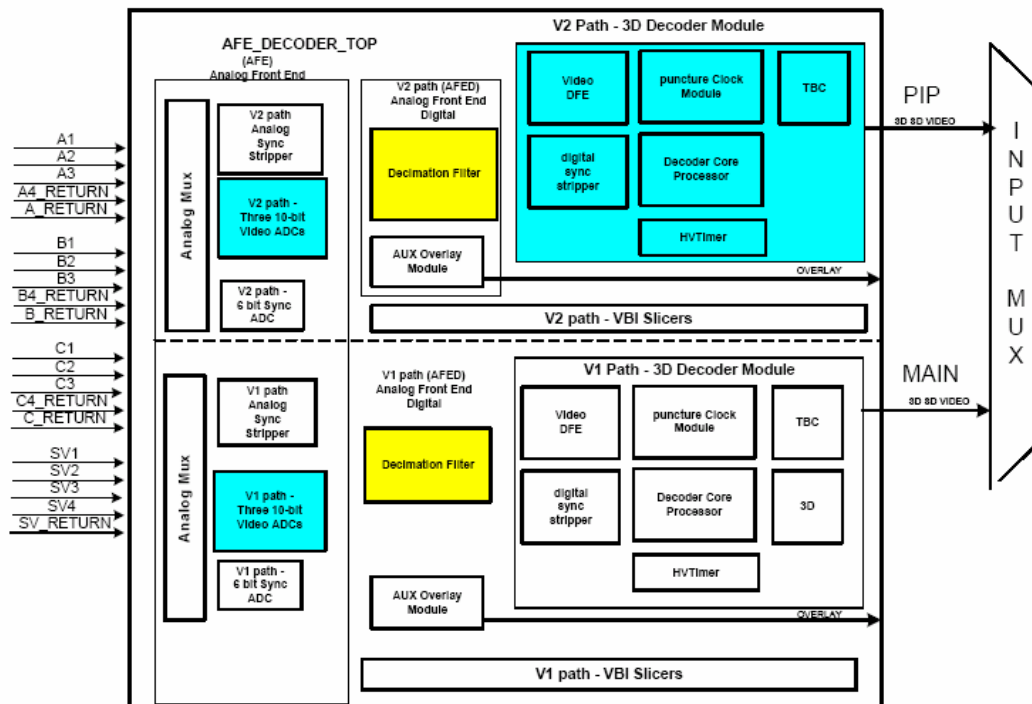 V2 Path - 3D Decoder Module
AFE_DECODER_TOP
(AFE)
Analog Front End
V2 path (AFED)
Analog Front End
Digital
Analog Mux
V2 path
Analog
Sync
Stripper
V2 path -
Three 10-bit
Video ADCs
V2 path -
6 bit Sync
ADC
Decimation Filter
AUX Overlay
Module
Video
DFE
puncture Clock
Module
TBC
digital
sync
stripper
Decoder Core
Processor
HVTimer
OVERLAY
V2 path - VBI Slicers
PIP
3D SD VIDEO
INPUT MUX
A1
A2
A3
A4_RETURN
A_RETURN
B1
B2
B3
B4_RETURN
B_RETURN
C1
C2
C3
C4_RETURN
C_RETURN
SV1
SV2
SV3
SV4
SV_RETURN
Analog Mux
V1 path
Analog
Sync
Stripper
V1 path -
Three 10-bit
Video ADCs
V1 path -
6 bit Sync
ADC
V1 path (AFED)
Analog Front End
Digital
Decimation Filter
AUX Overlay
Module
V1 Path - 3D Decoder Module
Video
DFE
puncture Clock
Module
TBC
digital
sync
stripper
Decoder Core
Processor
3D
HVTimer
OVERLAY
V1 path - VBI Slicers
MAIN
3D SD VIDEO